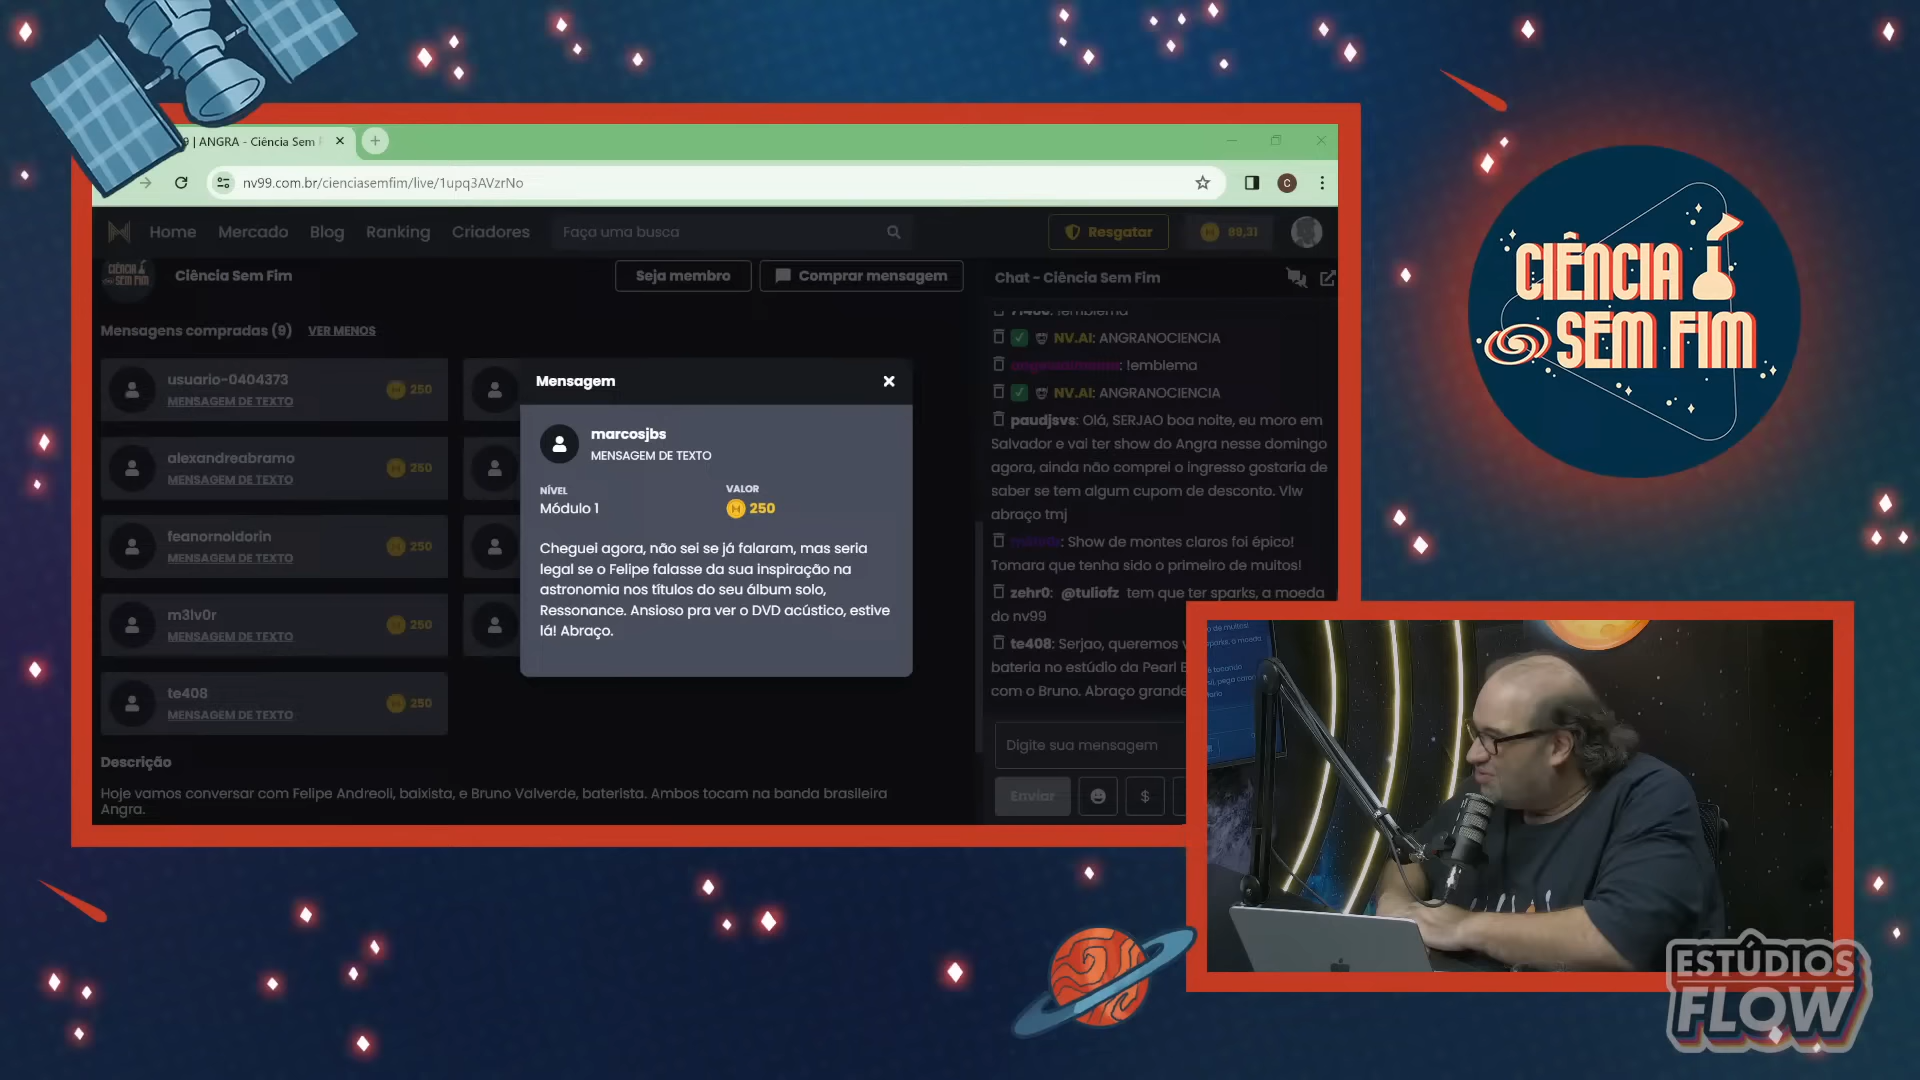 9 | ANGRA - Ciência Sem
nv99.com.br/cienciasemfim/live/1upq3AVzrNo
Home Mercado Blog Ranking Criadores
Faça uma busca
Resgatar
89,31
CIÊNCIA
SEM FIM
Ciência Sem Fim
Seja membro
Comprar mensagem
Mensagens compradas (9) VER MENOS
usuario-0404373
MENSAGEM DE TEXTO
250
alexandreabramo
MENSAGEM DE TEXTO
250
feanornoldorin
MENSAGEM DE TEXTO
250
m3lv0r
MENSAGEM DE TEXTO
250
te408
MENSAGEM DE TEXTO
250
Mensagem
marcosjbs
MENSAGEM DE TEXTO
NÍVEL
Módulo 1
VALOR
250
Cheguei agora, não sei se já falaram, mas seria
legal se o Felipe falasse da sua inspiração na
astronomia nos títulos do seu álbum solo,
Ressonance. Ansioso pra ver o DVD acústico, estive
lá! Abraço.
Descrição
Hoje vamos conversar com Felipe Andreoli, baixista, e Bruno Valverde, baterista. Ambos tocam na banda brasileira
Angra.
Chat - Ciência Sem Fim
!emblema
NV.AI: ANGRANOCIENCIA
!emblema
NV.AI: ANGRANOCIENCIA
paudjsvs: Olá, SERJAO boa noite, eu moro em
Salvador e vai ter show do Angra nesse domingo
agora, ainda não comprei o ingresso gostaria de
saber se tem algum cupom de desconto. Vlw
abraço tmj
: Show de montes claros foi épico!
Tomara que tenha sido o primeiro de muitos!
zehr0: @tuliofz tem que ter sparks, a moeda
do nv99
te408: Serjao, queremos v
bateria no estúdio da Pearl B
com o Bruno. Abraço grande
Digite sua mensagem
Enviar
$
CIÊNCIA
SEM FIM
ESTÚDIOS
FLOW